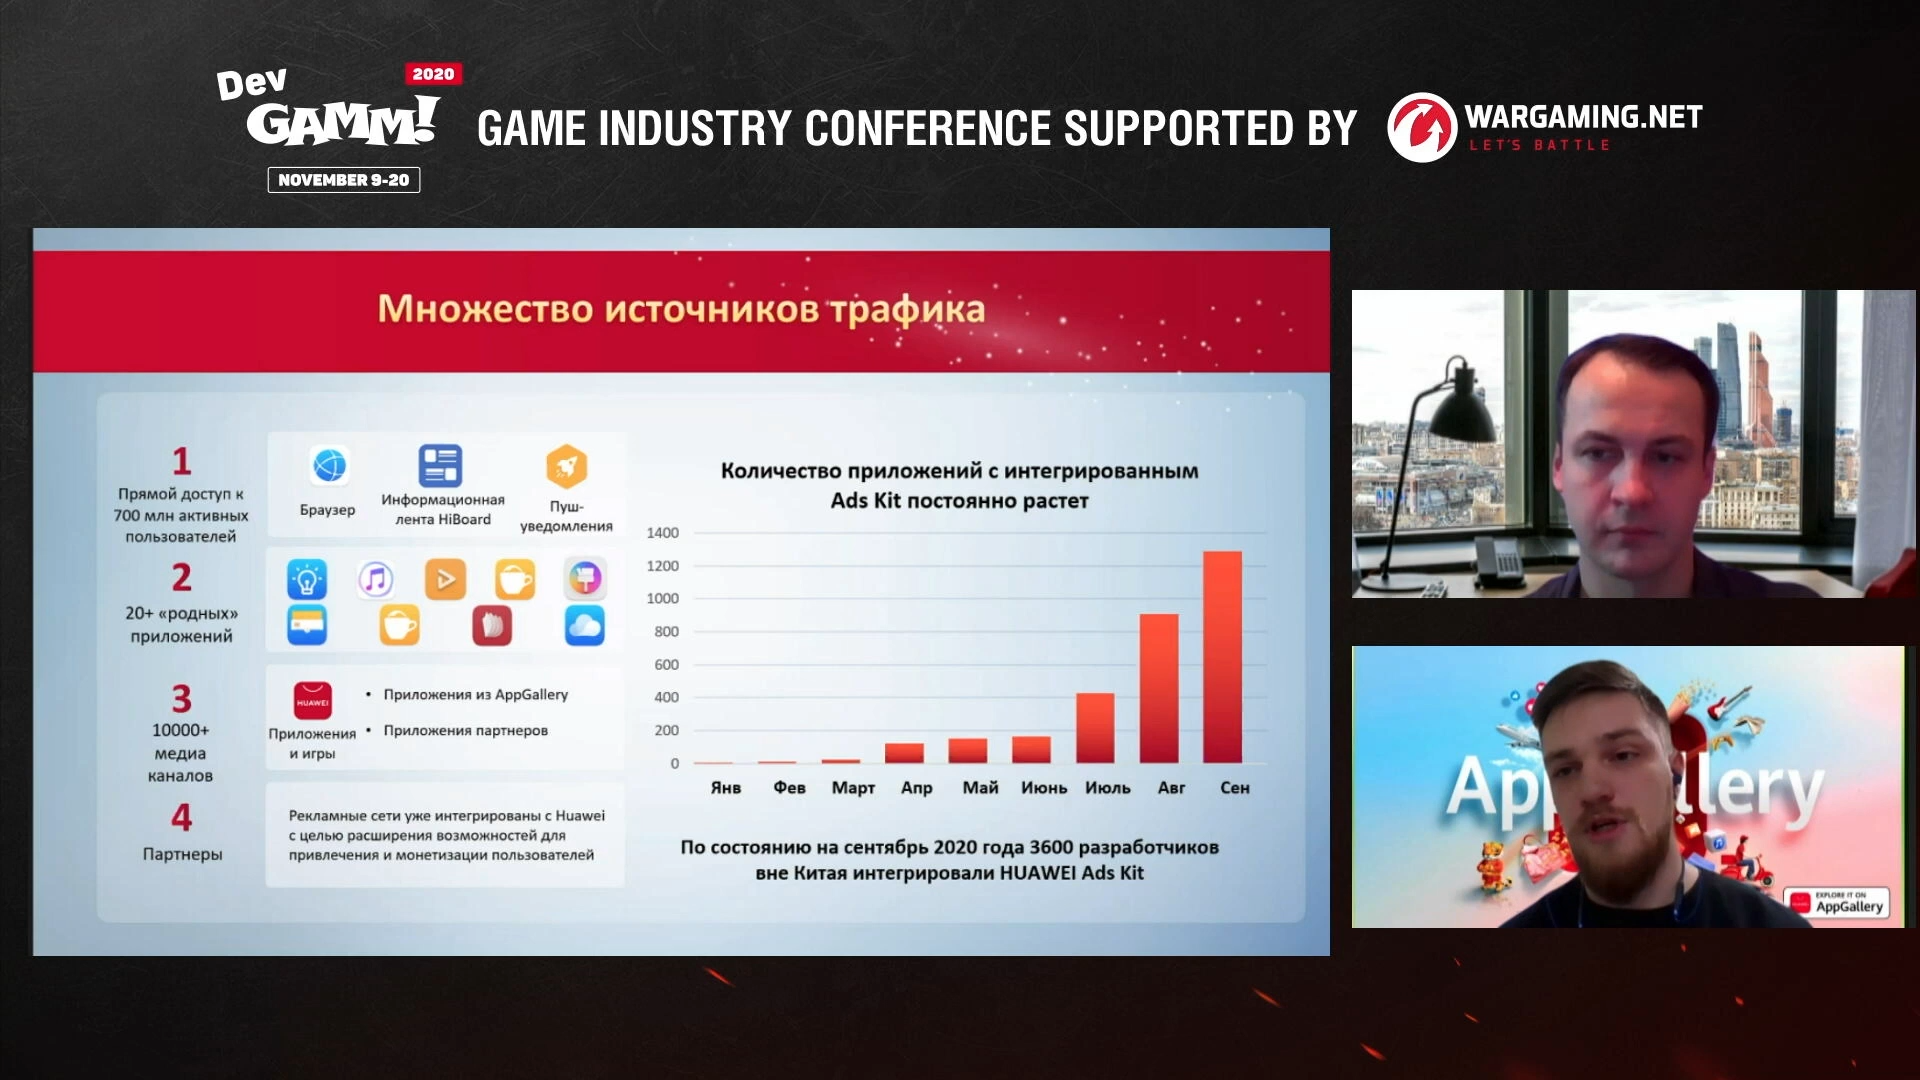 Dev
GAMM!
2020
NOVEMBER 9-20
GAME INDUSTRY CONFERENCE SUPPORTED BY
WARGAMING.NET
LET'S BATTLE
Множество источников трафика
1
Прямой доступ к
700 млн активных
пользователей
Браузер
Информационная
лента HiBoard
Пуш-
уведомления
2
20+ «родных»
приложений
3
10000+
медиа
каналов
HUAWEI
Приложения
и игры
• Приложения из AppGallery
• Приложения партнеров
4
Партнеры
Рекламные сети уже интегрированы с Huawei
с целью расширения возможностей для
привлечения и монетизации пользователей
Количество приложений с интегрированным
Ads Kit постоянно растет
1400
1200
1000
800
600
400
200
0
Янв Фев Март Апр Май Июнь Июль Авг Сен
По состоянию на сентябрь 2020 года 3600 разработчиков
вне Китая интегрировали HUAWEI Ads Kit
AppGallery
EXPLORE IT ON
AppGallery